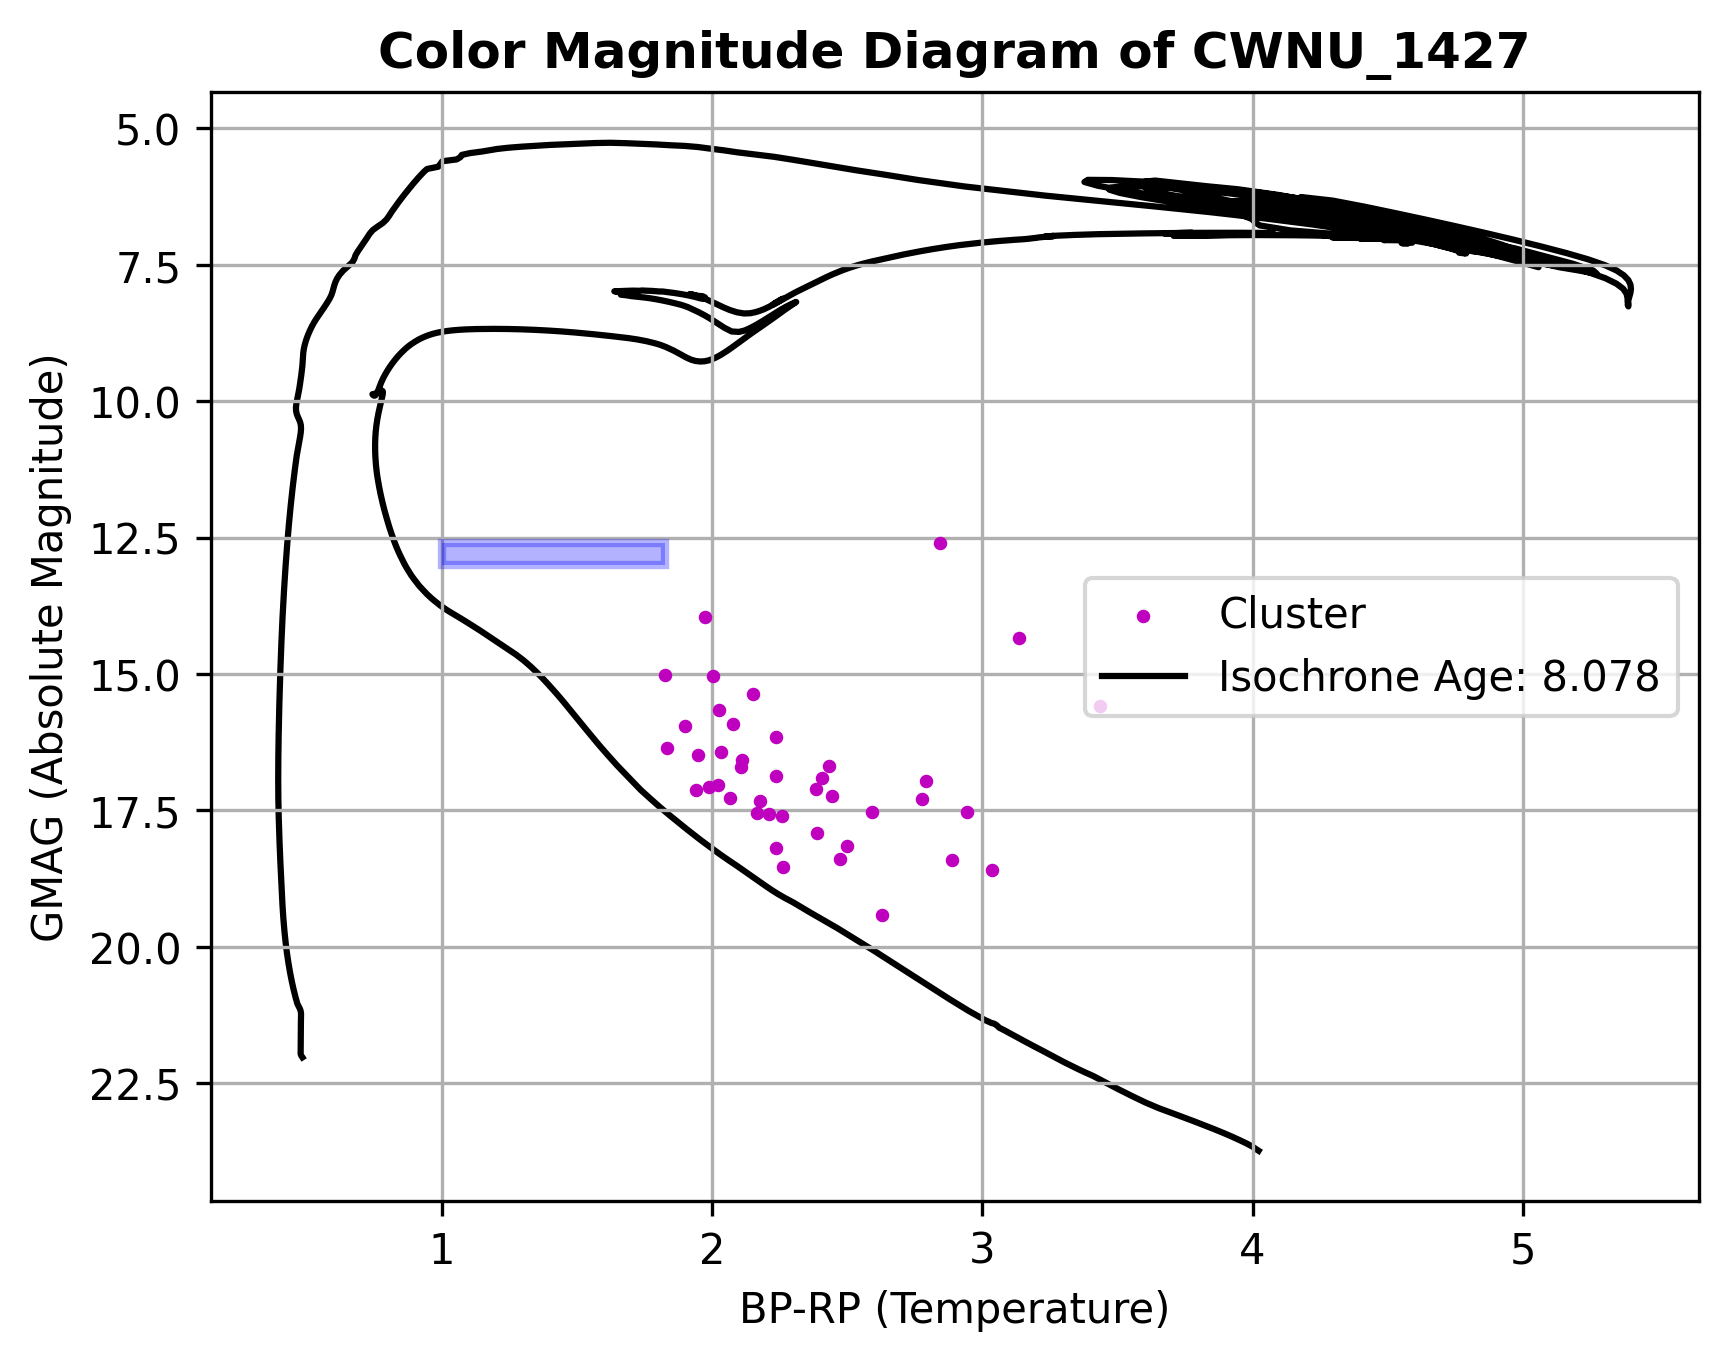 Color Magnitude Diagram of CWNU_1427
GMAG (Absolute Magnitude)
5.0
7.5
10.0
12.5
15.0
17.5
20.0
22.5
Cluster
Isochrone Age: 8.078
1 2 3 4 5
BP-RP (Temperature)